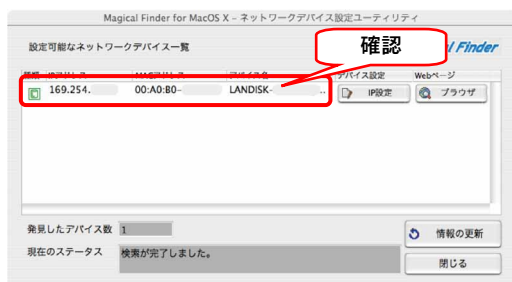 Magical Finder for MacOS X – ネットワークデバイス設定ユーティリティ
設定可能なネットワークデバイス一覧
確認
l Finder
デバイス設定 Webページ
169.254. 00:A0:B0- LANDISK- .. IP設定 ブラウザ
発見したデバイス数 1
情報の更新
現在のステータス 検索が完了しました。
閉じる